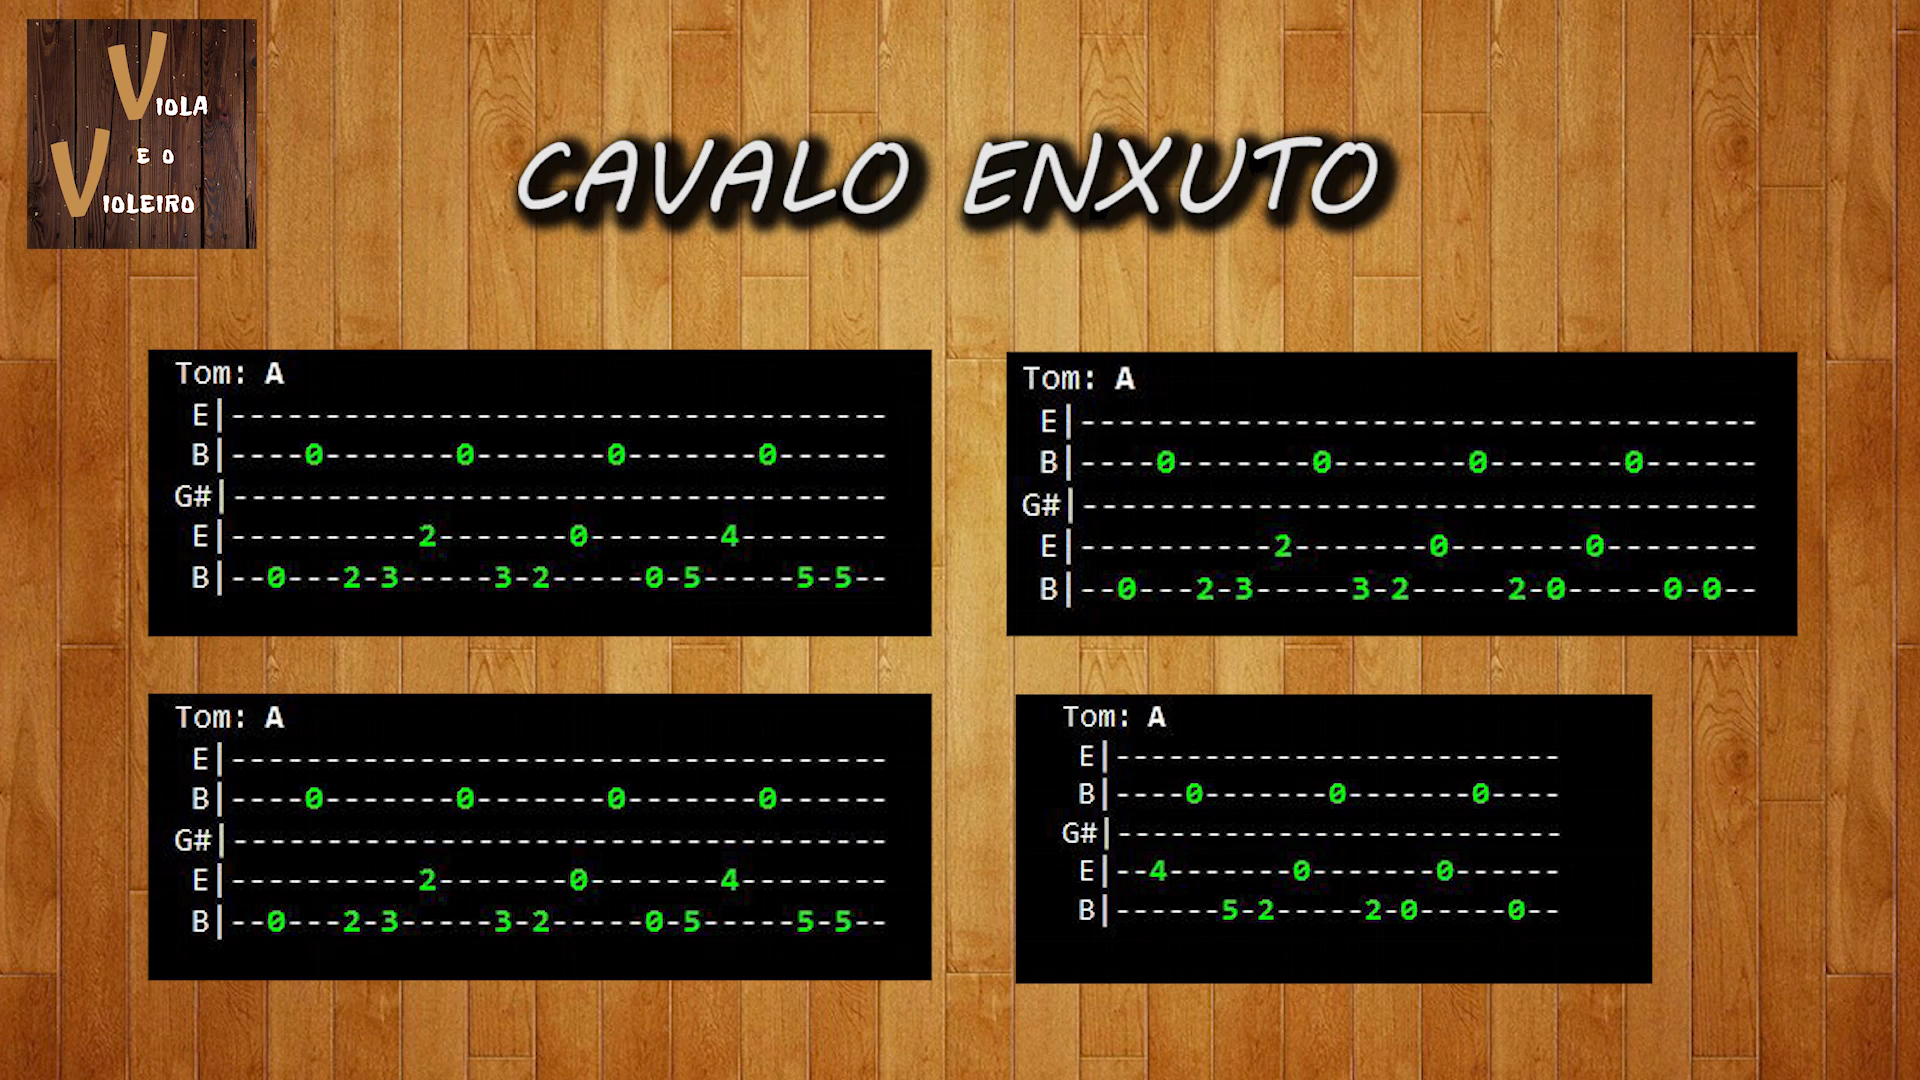 VIOLA
E O
VIOLEIRO
CAVALO ENXUTO
Tom: A
E|-----------------------------------
B|----0-------0-------0-------0------
G#|-----------------------------------
E|----------2-------0-------4--------
B|--0---2-3-----3-2-----0-5-----5-5--
Tom: A
E|-----------------------------------
B|----0-------0-------0-------0------
G#|-----------------------------------
E|----------2-------0-------0--------
B|--0---2-3-----3-2-----2-0-----0-0--
Tom: A
E|-----------------------------------
B|----0-------0-------0-------0------
G#|-----------------------------------
E|----------2-------0-------4--------
B|--0---2-3-----3-2-----0-5-----5-5--
Tom: A
E|-------------------------
B|----0-------0-------0----
G#|-------------------------
E|--4-------0-------0------
B|------5-2-----2-0-----0--